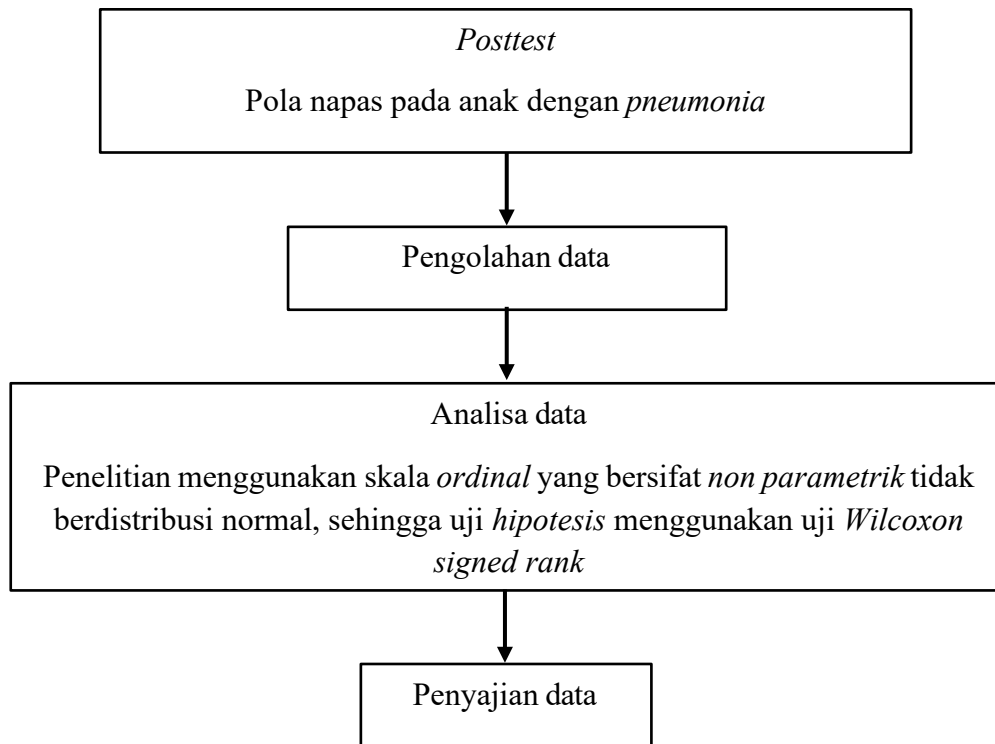 Posttest
Pola napas pada anak dengan pneumonia
Pengolahan data
Analisa data
Penelitian menggunakan skala ordinal yang bersifat non parametrik tidak
berdistribusi normal, sehingga uji hipotesis menggunakan uji Wilcoxon
signed rank
Penyajian data